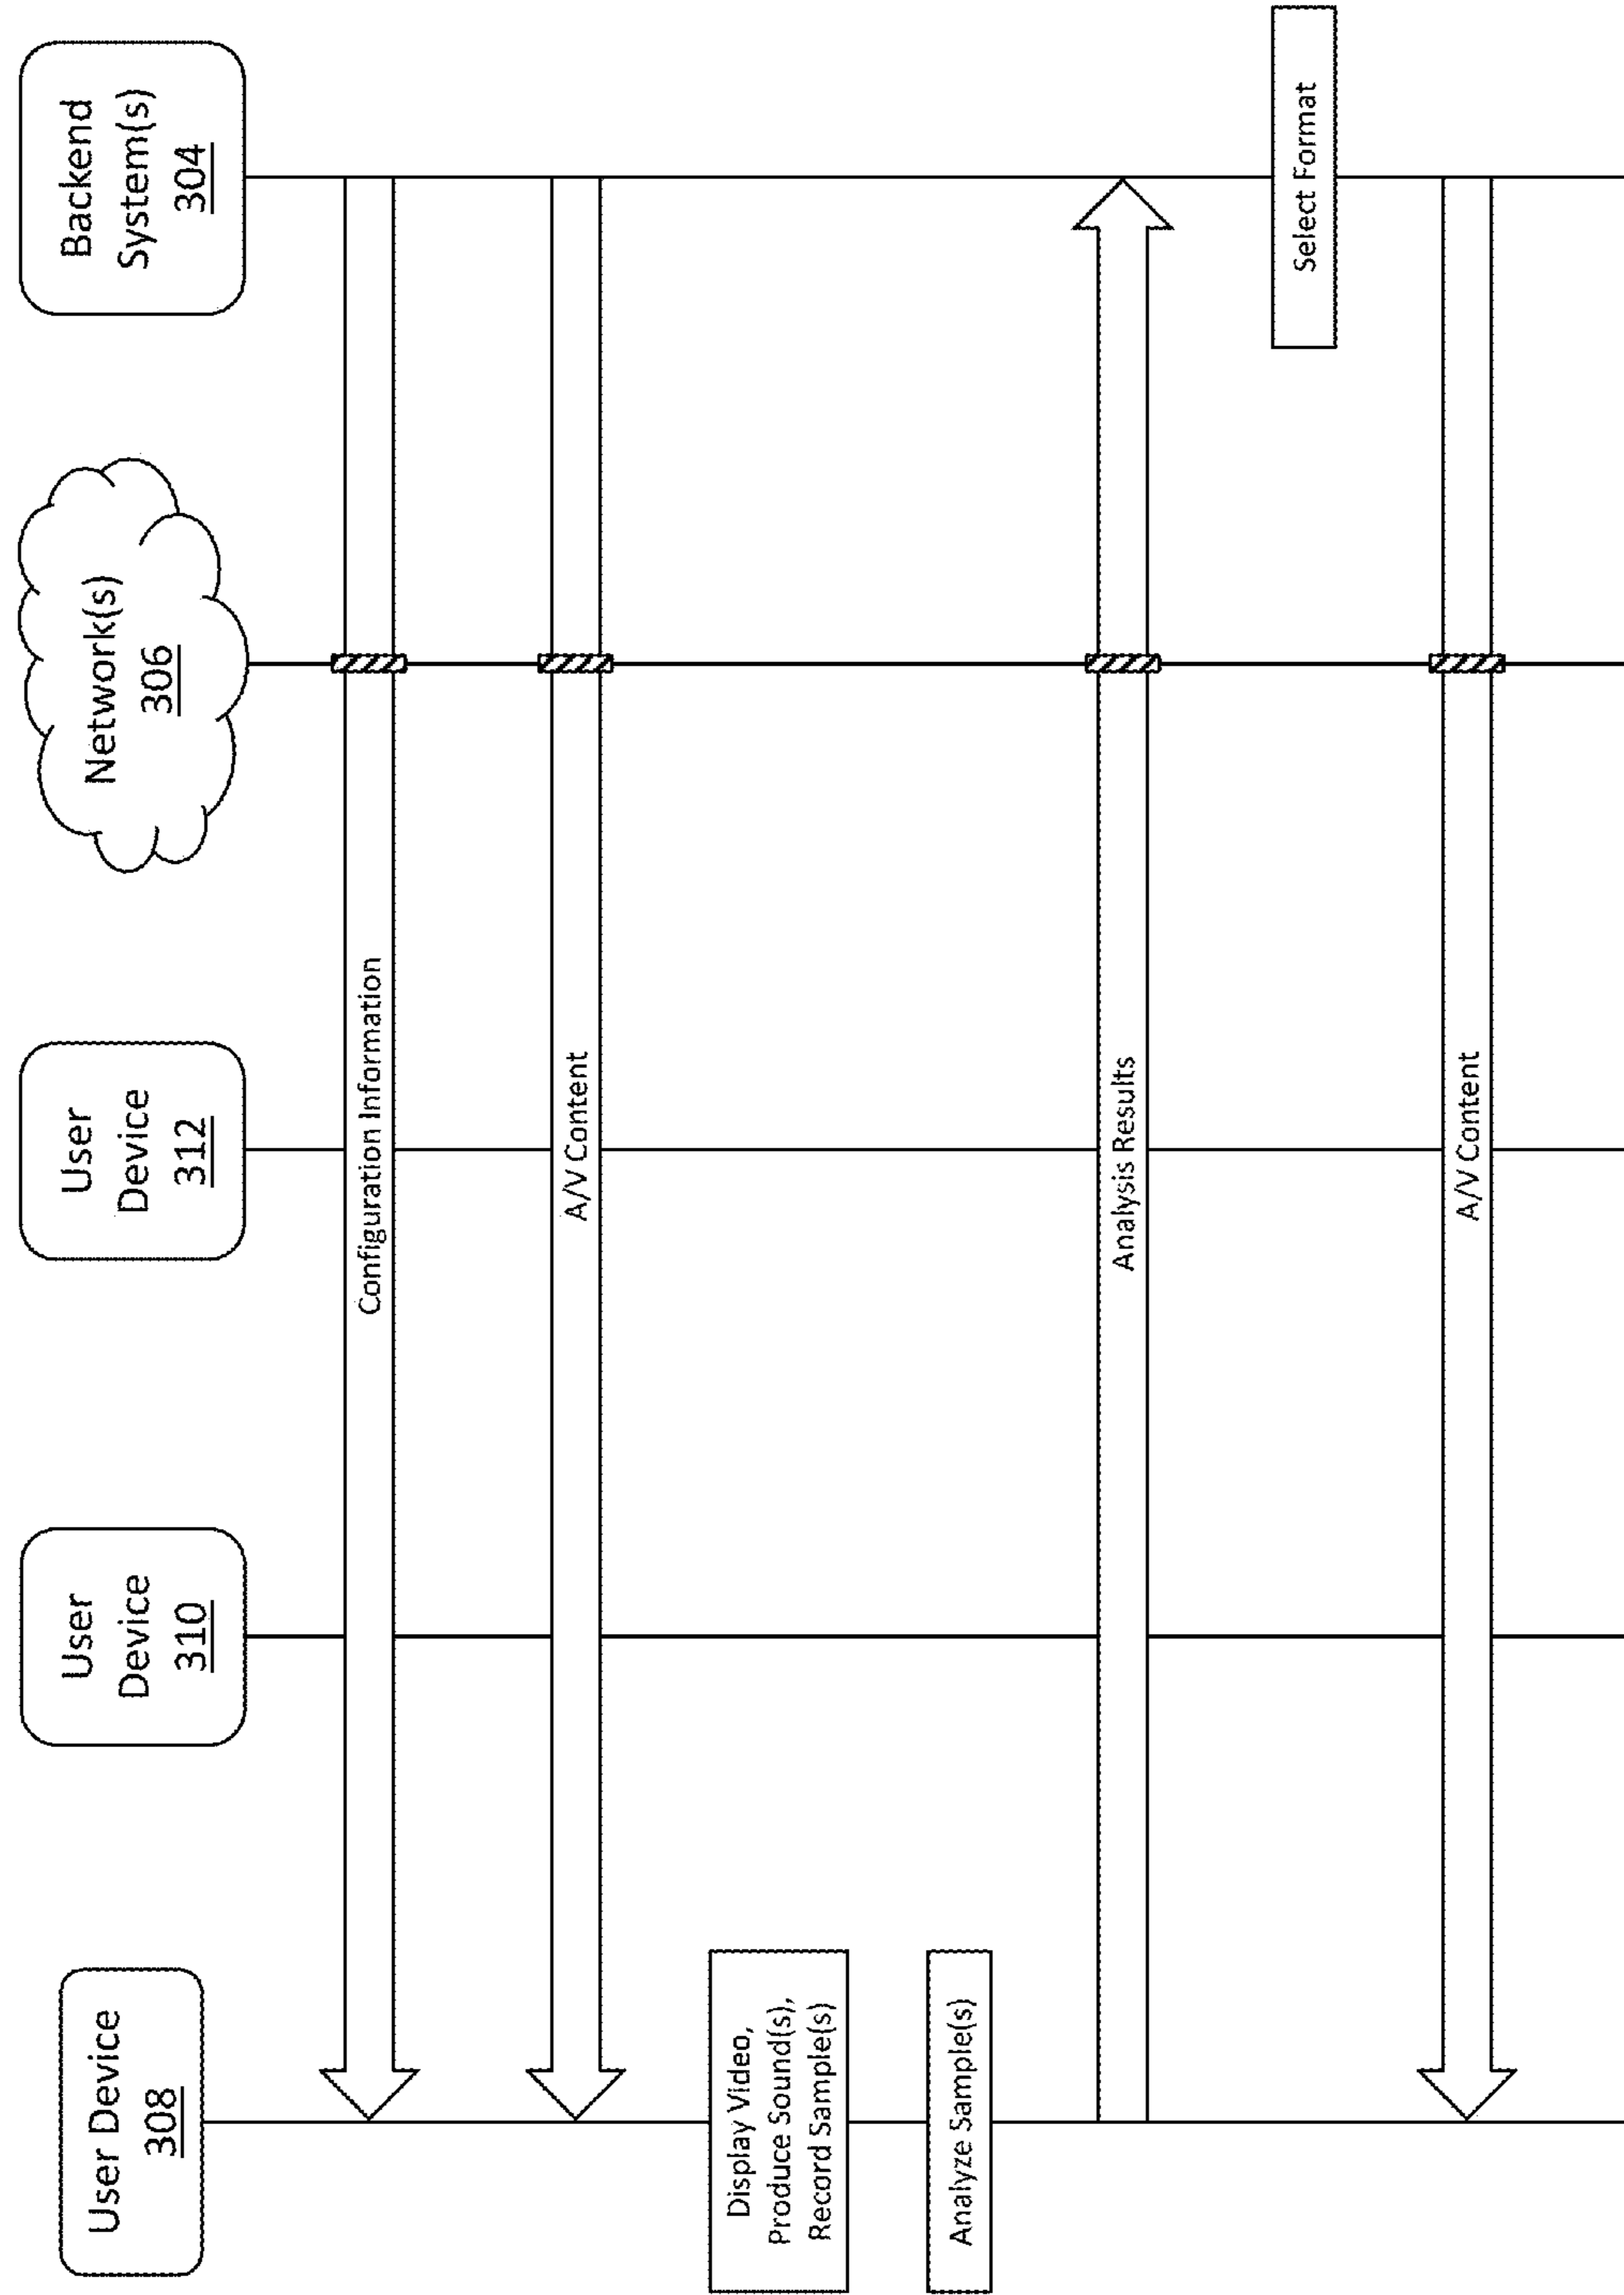 User Device
308
User
Device
310
User
Device
312
Network(s)
306
Backend
System(s)
304
Configuration Information
A/V Content
Display Video,
Produce Sound(s),
Record Sample(s)
Analyze Sample(s)
Analysis Results
Select Format
A/V Content